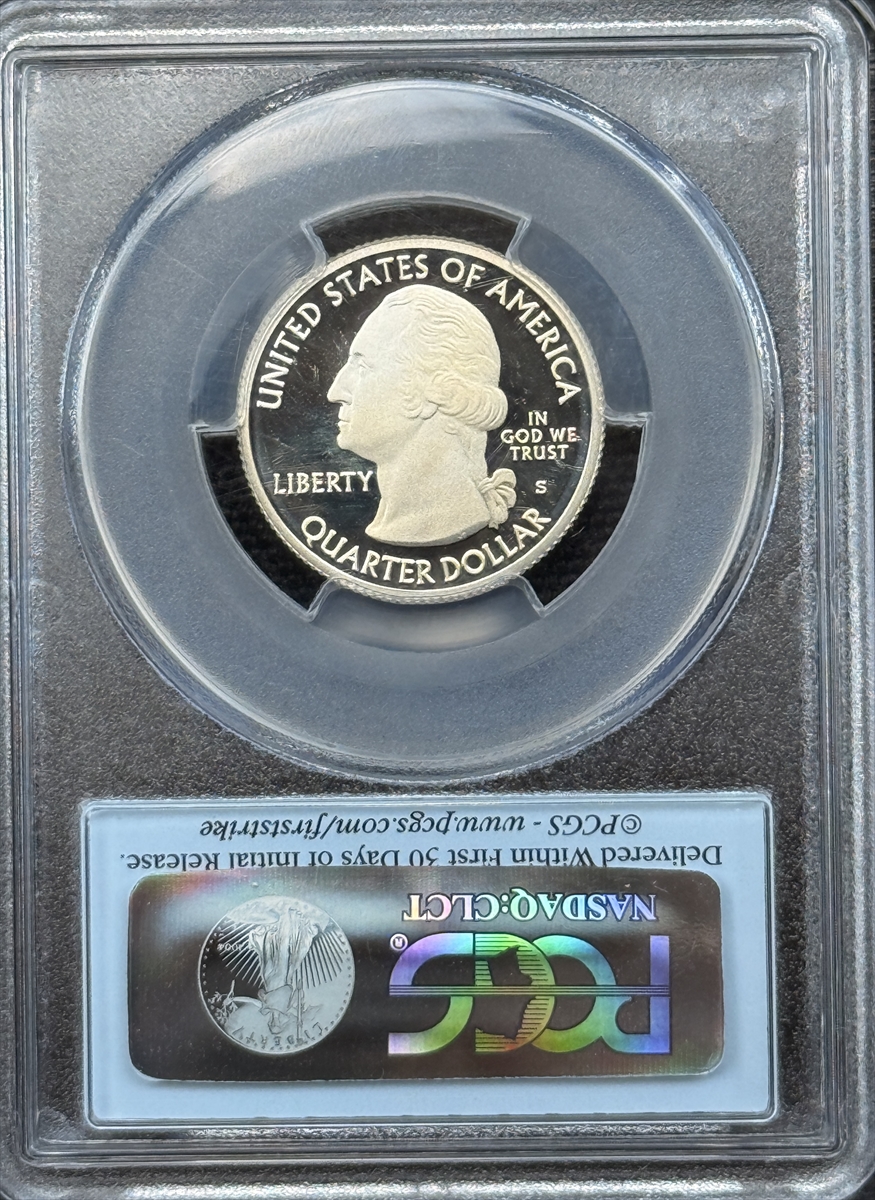 UNITED STATES OF AMERICA
IN
GOD WE
TRUST
LIBERTY
S
QUARTER DOLLAR
Delivered Within First 30 Days of Initial Release.
©PCGS - www.pcgs.com/firststrike
PCGS®
NASDAQ:CLCT
LIBERTY